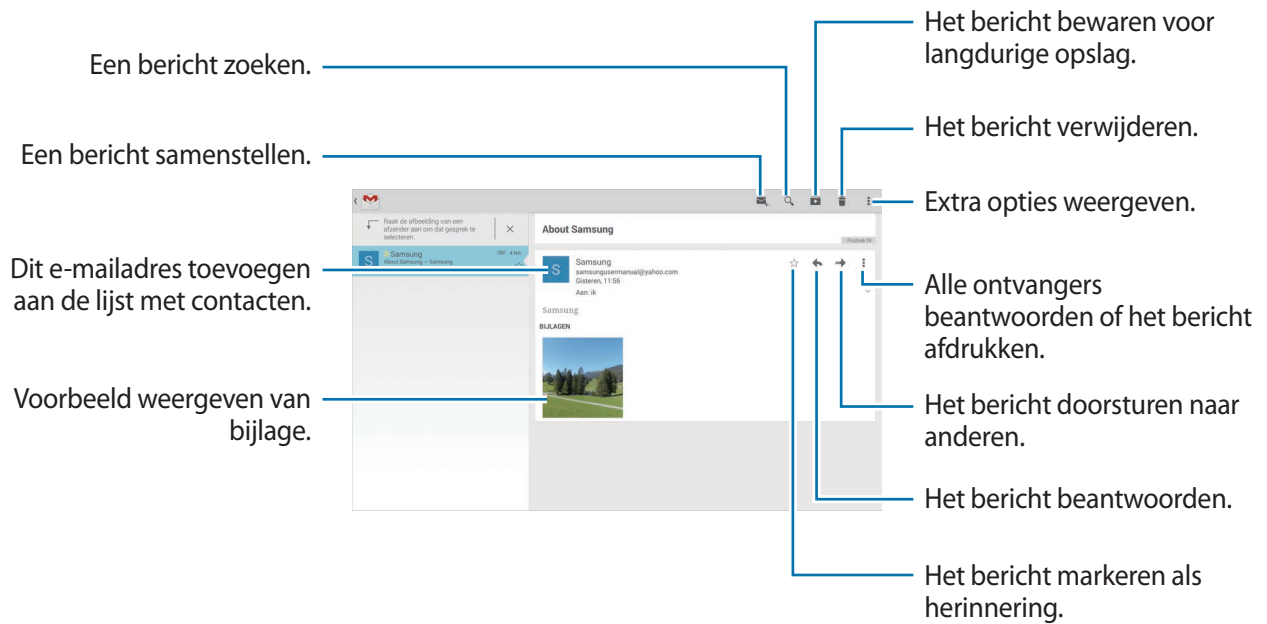 Een bericht zoeken.
Een bericht samenstellen.
Dit e-mailadres toevoegen
aan de lijst met contacten.
Voorbeeld weergeven van
bijlage.
Raak de afbeelding van een
afzender aan om dat gesprek te
selecteren.
S
Samsung
4 feb.
About Samsung – Samsung
About Samsung
Postvak IN
S
Samsung
samsungusermanual@yahoo.com
Gisteren, 11:56
Aan: ik
Samsung
BIJLAGEN
Het bericht bewaren voor
langdurige opslag.
Het bericht verwijderen.
Extra opties weergeven.
Alle ontvangers
beantwoorden of het bericht
afdrukken.
Het bericht doorsturen naar
anderen.
Het bericht beantwoorden.
Het bericht markeren als
herinnering.